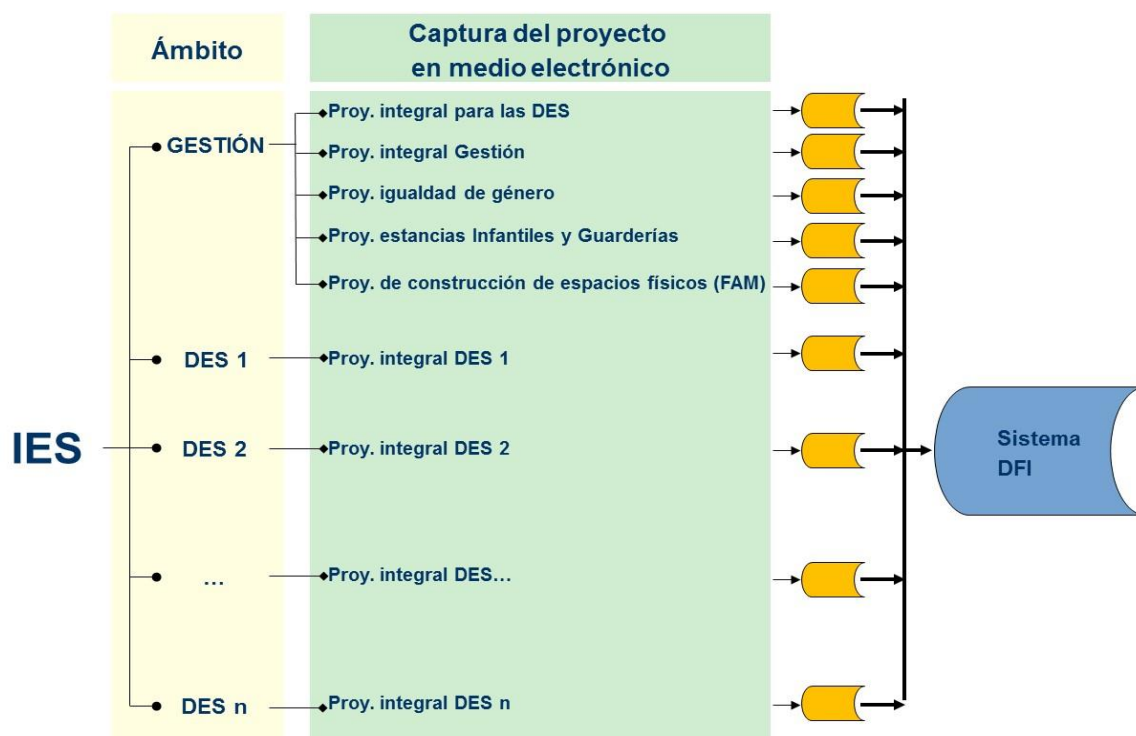 Ámbito
Captura del proyecto
en medio electrónico
Proy. integral para las DES
GESTIÓN
Proy. integral Gestión
Proy. igualdad de género
Proy. estancias Infantiles y Guarderías
Proy. de construcción de espacios físicos (FAM)
DES 1
Proy. integral DES 1
IES
DES 2
Proy. integral DES 2
Sistema
DFI
…
Proy. integral DES…
DES n
Proy. integral DES n